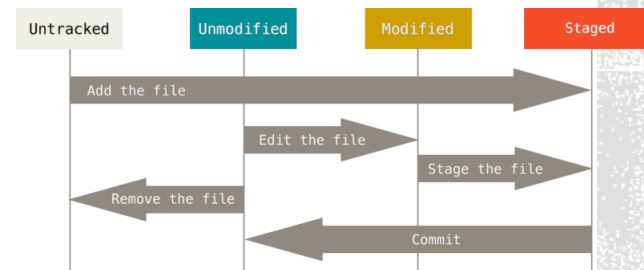 Untracked
Unmodified
Modified
Staged
Add the file
Edit the file
Stage the file
Remove the file
Commit